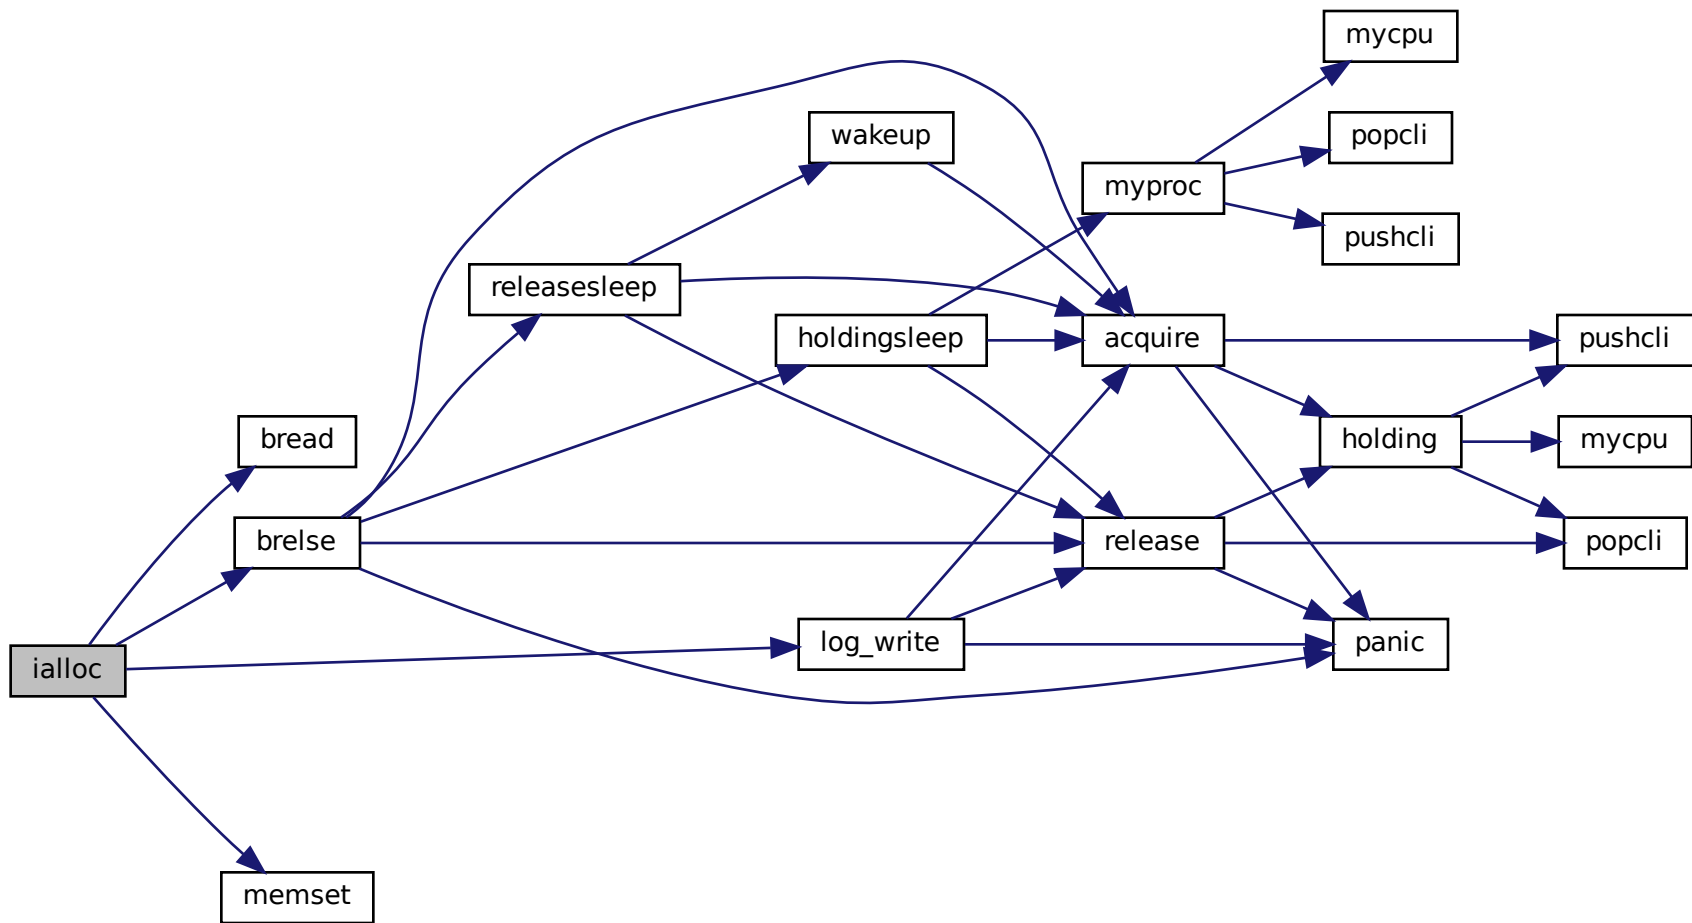 mycpu
wakeup
popcli
myproc
pushcli
releasesleep
holdingsleep
acquire
pushcli
bread
holding
mycpu
brelse
release
popcli
ialloc
log_write
panic
memset